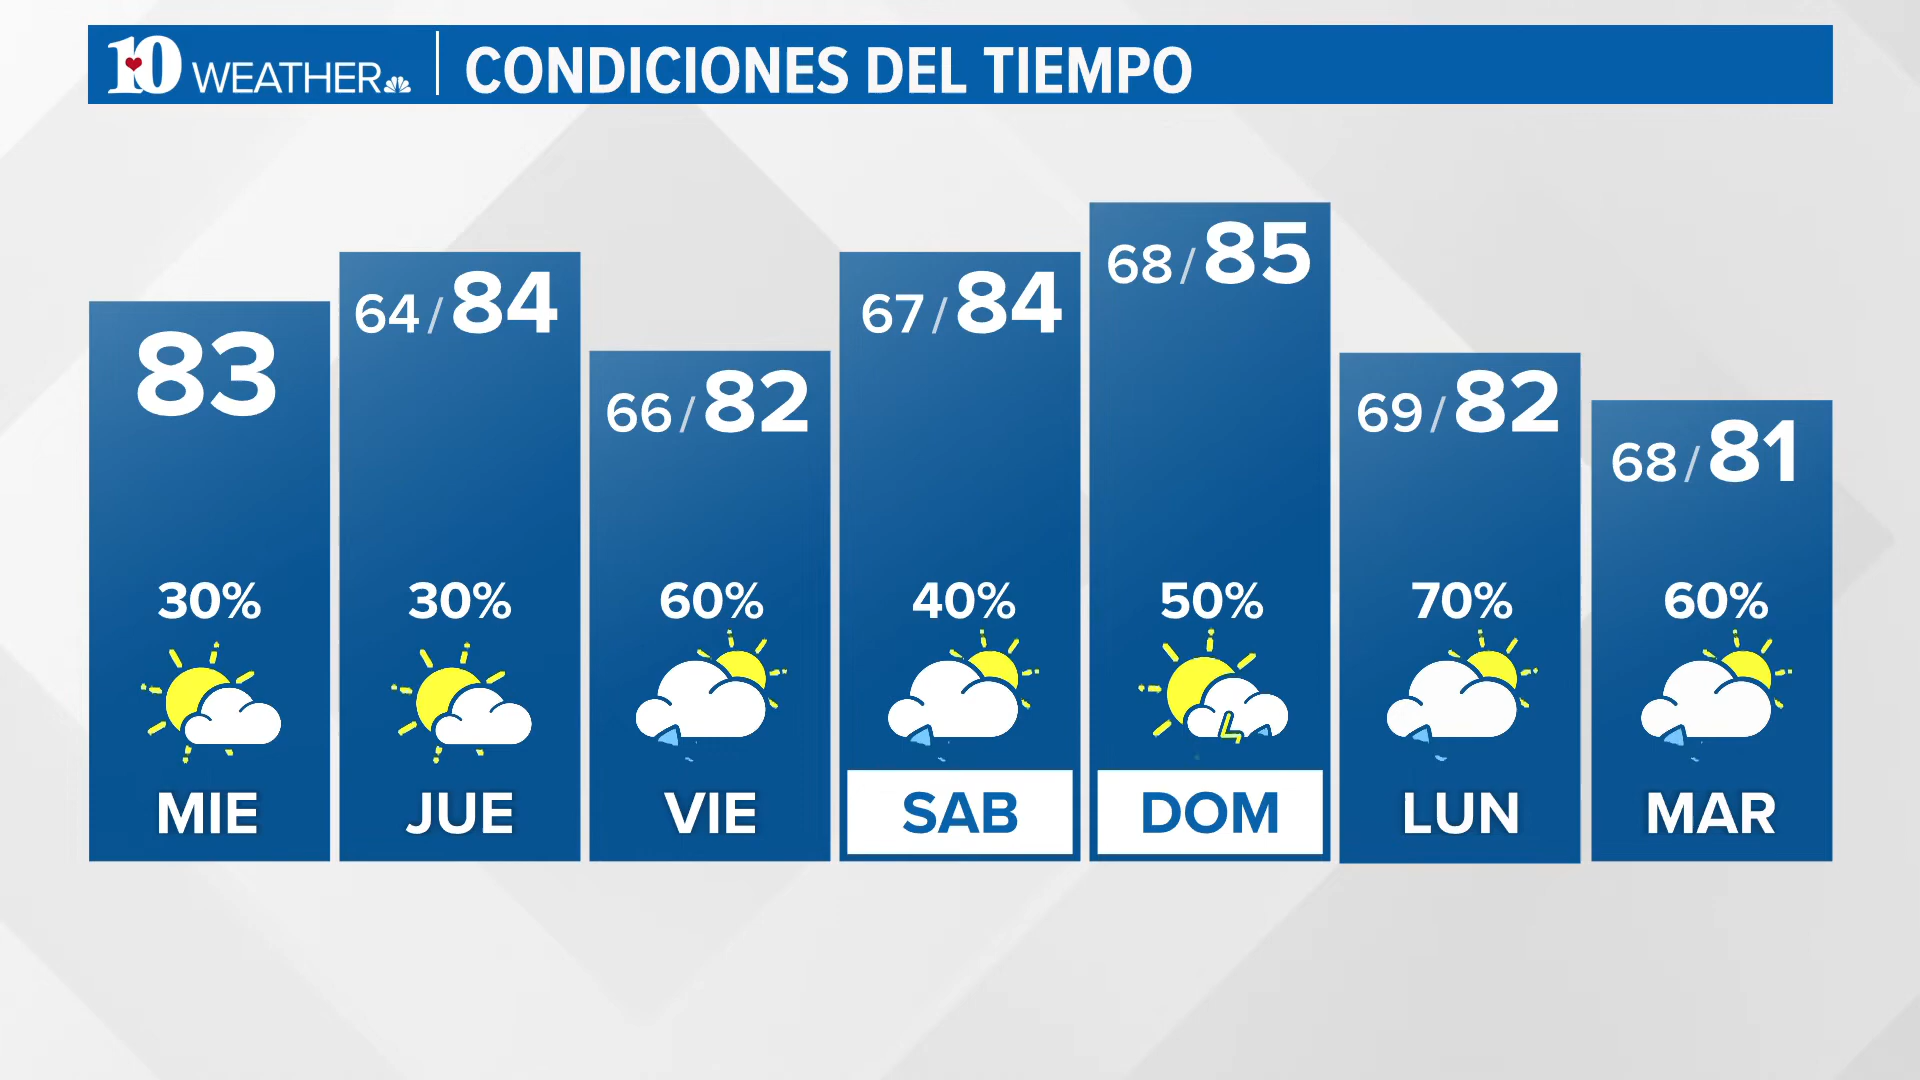 10 WEATHER
CONDICIONES DEL TIEMPO
83
30%
MIE
64/84
30%
JUE
66/82
60%
VIE
67/84
40%
SAB
68/85
50%
DOM
69/82
70%
LUN
68/81
60%
MAR